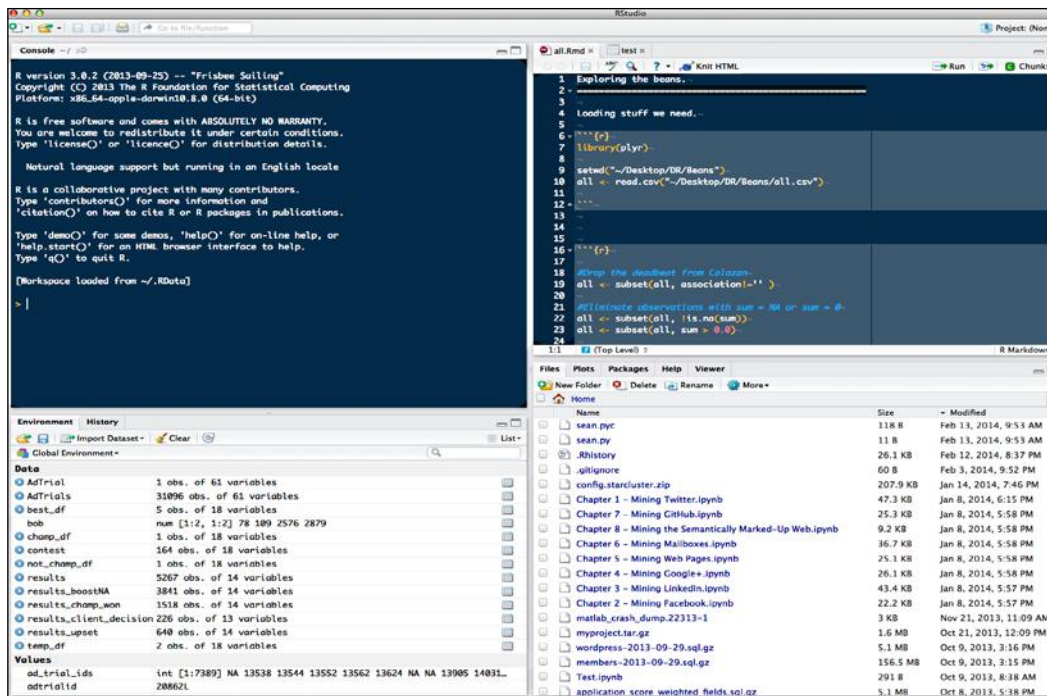 RStudio
Go to file/function
Project: (Non
Console ~/
R version 3.0.2 (2013-09-25) -- "Frisbee Sailing"
Copyright (C) 2013 The R Foundation for Statistical Computing
Platform: x86_64-apple-darwin10.8.0 (64-bit)
R is free software and comes with ABSOLUTELY NO WARRANTY.
You are welcome to redistribute it under certain conditions.
Type 'license()' or 'licence()' for distribution details.
Natural language support but running in an English locale
R is a collaborative project with many contributors.
Type 'contributors()' for more information and
'citation()' on how to cite R or R packages in publications.
Type 'demo()' for some demos, 'help()' for on-line help, or
'help.start()' for an HTML browser interface to help.
Type 'q()' to quit R.
[Workspace loaded from ~/.RData]
>
Environment History
Import Dataset Clear List
Global Environment
Data
AdTrial 1 obs. of 61 variables
AdTrials 31096 obs. of 61 variables
best_df 5 obs. of 18 variables
bob num [1:2, 1:2] 78 109 2576 2879
champ_df 1 obs. of 18 variables
contest 164 obs. of 18 variables
not_champ_df 1 obs. of 18 variables
results 5267 obs. of 14 variables
results_boostNA 3841 obs. of 14 variables
results_champ_won 1518 obs. of 14 variables
results_client_decision 226 obs. of 13 variables
results_upset 640 obs. of 14 variables
temp_df 2 obs. of 18 variables
Values
ad_trial_ids int [1:7389] NA 13538 13544 13552 13562 13624 NA NA 13905 14031...
adtrialid 20862L
all.Rmd test
? Knit HTML Run Chunks
1 Exploring the beans.
2 ========================================
3
4 Loading stuff we need.
5
6 ```{r}
7 library(plyr)
8
9 setwd("~/Desktop/DR/Beans")
10 all <- read.csv("~/Desktop/DR/Beans/all.csv")
11
12 ```
13
14
15
16 ```{r}
17
18 #Drop the deadbeat from Calazan
19 all <- subset(all, association!='' )
20
21 #Eliminate observations with sum = NA or sum = 0
22 all <- subset(all, !is.na(sum))
23 all <- subset(all, sum > 0.0)
24
1:1 (Top Level) R Markdown
Files Plots Packages Help Viewer
New Folder Delete Rename More
Home
Name Size Modified
sean.pyc 118 B Feb 13, 2014, 9:53 AM
sean.py 11 B Feb 13, 2014, 9:53 AM
.Rhistory 26.1 KB Feb 12, 2014, 8:37 PM
.gitignore 60 B Feb 3, 2014, 9:52 PM
config.starcluster.zip 207.9 KB Jan 14, 2014, 7:46 PM
Chapter 1 - Mining Twitter.ipynb 47.3 KB Jan 8, 2014, 6:15 PM
Chapter 7 - Mining GitHub.ipynb 25.3 KB Jan 8, 2014, 5:58 PM
Chapter 8 - Mining the Semantically Marked-Up Web.ipynb 9.2 KB Jan 8, 2014, 5:58 PM
Chapter 6 - Mining Mailboxes.ipynb 36.7 KB Jan 8, 2014, 5:58 PM
Chapter 5 - Mining Web Pages.ipynb 25.1 KB Jan 8, 2014, 5:58 PM
Chapter 4 - Mining Google+.ipynb 26.1 KB Jan 8, 2014, 5:58 PM
Chapter 3 - Mining LinkedIn.ipynb 43.4 KB Jan 8, 2014, 5:57 PM
Chapter 2 - Mining Facebook.ipynb 22.2 KB Jan 8, 2014, 5:57 PM
matlab_crash_dump.22313-1 3 KB Nov 21, 2013, 11:09 AM
myproject.tar.gz 1.6 MB Oct 21, 2013, 12:09 PM
wordpress-2013-09-29.sql.gz 5.1 MB Oct 9, 2013, 3:16 PM
members-2013-09-29.sql.gz 156.5 MB Oct 9, 2013, 3:15 PM
Test.ipynb 291 B Oct 9, 2013, 8:38 AM
application_score_weighted_fields.sql.gz 5.1 MB Oct 8, 2013, 5:38 PM